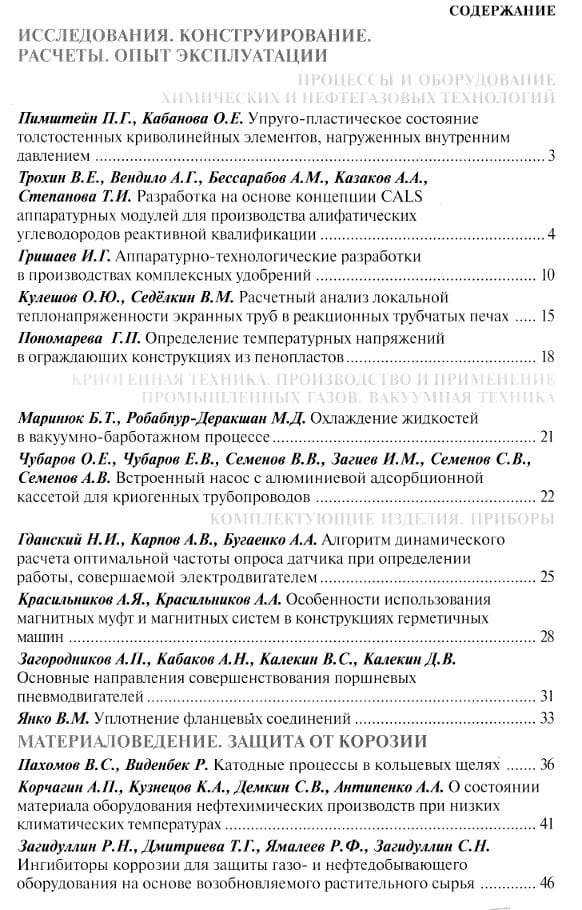 СОДЕРЖАНИЕ
ИССЛЕДОВАНИЯ. КОНСТРУИРОВАНИЕ.
РАСЧЕТЫ. ОПЫТ ЭКСПЛУАТАЦИИ
ПРОЦЕССЫ И ОБОРУДОВАНИЕ
ХИМИЧЕСКИХ И НЕФТЕГАЗОВЫХ ТЕХНОЛОГИЙ
Пимштейн П.Г., Кабанова О.Е. Упруго-пластическое состояние
толстостенных криволинейных элементов, нагруженных внутренним
давлением ... 3
Трохин В.Е., Вендило А.Г., Бессарабов А.М., Казаков А.А.,
Степанова Т.И. Разработка на основе концепции CALS
аппаратурных модулей для производства алифатических
углеводородов реактивной квалификации ... 4
Гришаев И.Г. Аппаратурно-технологические разработки
в производствах комплексных удобрений ... 10
Кулешов О.Ю., Седёлкин В.М. Расчетный анализ локальной
теплонапряженности экранных труб в реакционных трубчатых печах ..... 15
Пономарева Г.П. Определение температурных напряжений
в ограждающих конструкциях из пенопластов ... 18
КРИОГЕННАЯ ТЕХНИКА. ПРОИЗВОДСТВО И ПРИМЕНЕНИЕ
ПРОМЫШЛЕННЫХ ГАЗОВ. ВАКУУМНАЯ ТЕХНИКА
Маринюк Б.Т., Робабпур-Деракшан М.Д. Охлаждение жидкостей
в вакуумно-барботажном процессе ... 21
Чубаров О.Е., Чубаров Е.В., Семенов В.В., Загиев И.М., Семенов С.В.,
Семенов А.В. Встроенный насос с алюминиевой адсорбционной
кассетой для криогенных трубопроводов ... 22
КОМПЛЕКТУЮЩИЕ ИЗДЕЛИЯ. ПРИБОРЫ
Гданский Н.И., Карпов А.В., Бугаенко А.А. Алгоритм динамического
расчета оптимальной частоты опроса датчика при определении
работы, совершаемой электродвигателем ... 25
Красильников А.Я., Красильников А.А. Особенности использования
магнитных муфт и магнитных систем в конструкциях герметичных
машин ... 28
Загородников А.П., Кабаков А.Н., Калекин В.С., Калекин Д.В.
Основные направления совершенствования поршневых
пневмодвигателей ... 31
Янко В.М. Уплотнение фланцевых соединений ... 33
МАТЕРИАЛОВЕДЕНИЕ. ЗАЩИТА ОТ КОРОЗИИ
Пахомов В.С., Виденбек Р. Катодные процессы в кольцевых щелях ....... 36
Корчагин А.П., Кузнецов К.А., Демкин С.В., Антипенко А.А. О состоянии
материала оборудования нефтехимических производств при низких
климатических температурах ... 41
Загидуллин Р.Н., Дмитриева Т.Г., Ямалеев Р.Ф., Загидуллин С.Н.
Ингибиторы коррозии для защиты газо- и нефтедобывающего
оборудования на основе возобновляемого растительного сырья ... 46